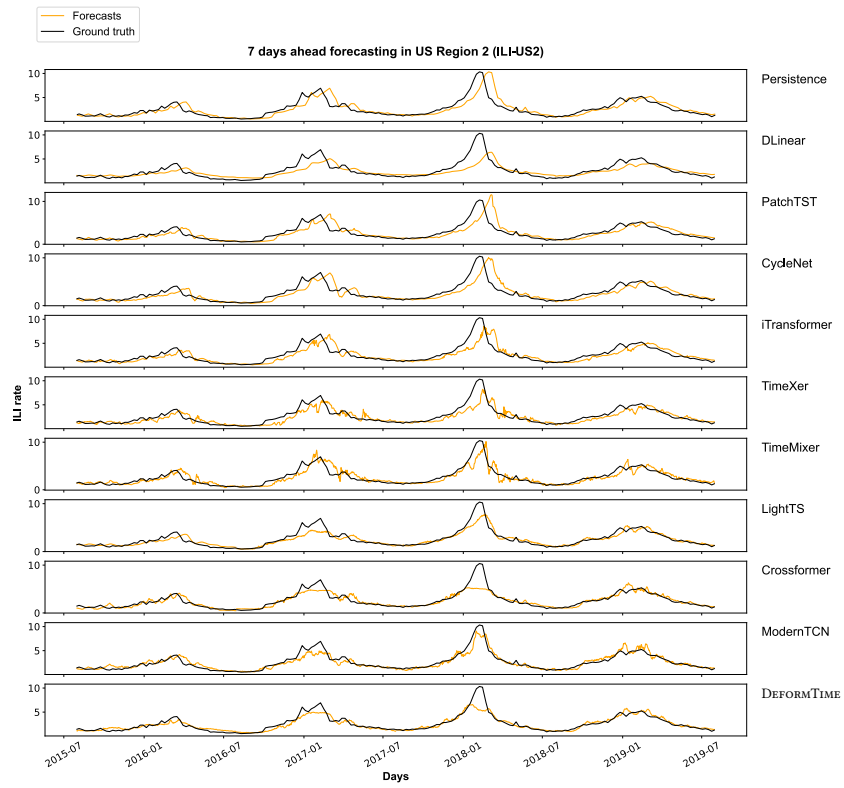 Forecasts
Ground truth
7 days ahead forecasting in US Region 2 (ILI-US2)
10
5
Persistence
10
5
DLinear
10
0
PatchTST
10
0
CycleNet
10
5
iTransformer
10
5
TimeXer
10
0
TimeMixer
10
0
LightTS
10
0
Crossformer
10
5
ModernTCN
10
5
DEFORMTIME
ILI rate
2015-07
2016-01
2016-07
2017-01
2017-07
2018-01
2018-07
2019-01
2019-07
Days